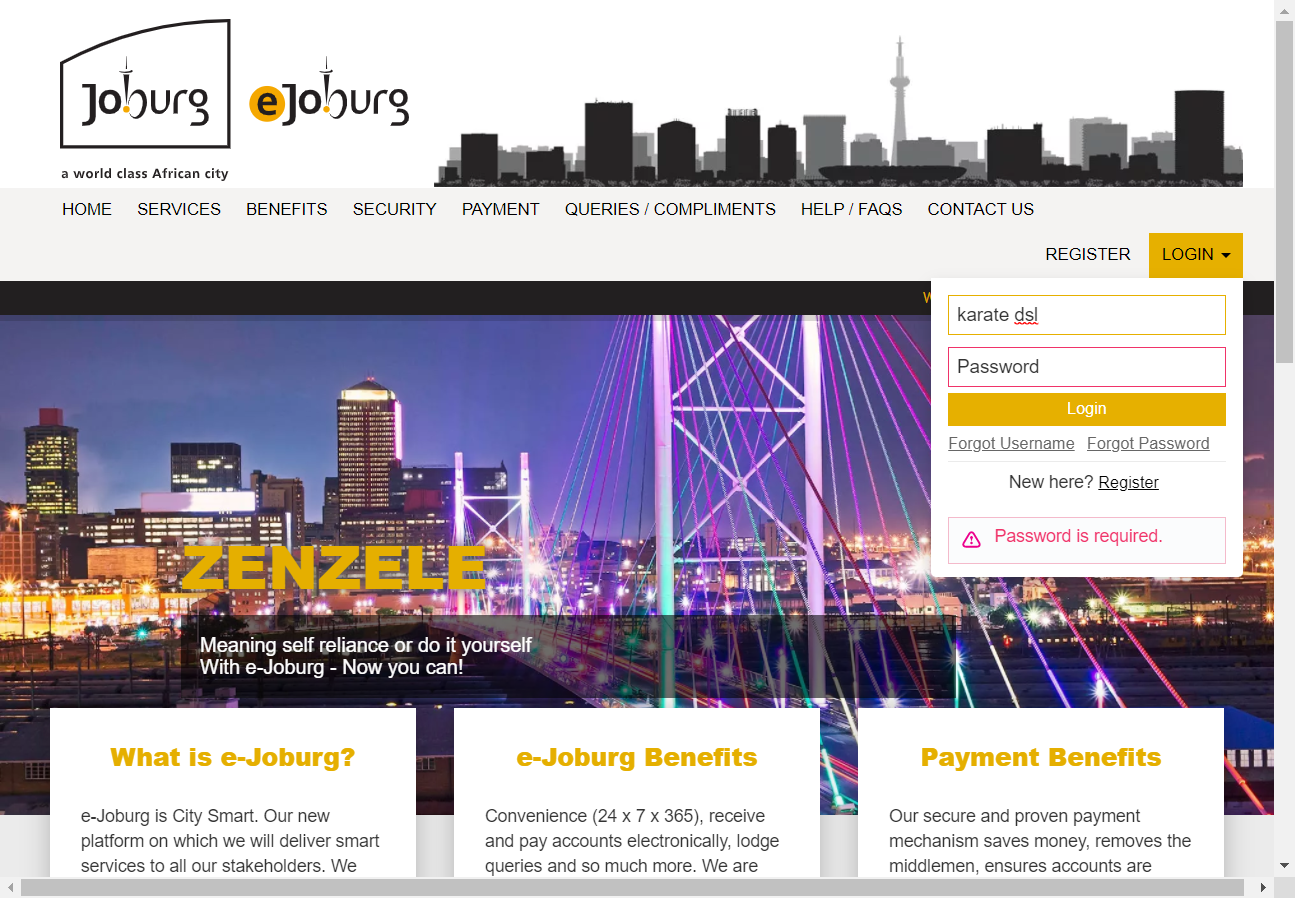 Joburg
eJoburg
a world class African city
HOME SERVICES BENEFITS SECURITY PAYMENT QUERIES / COMPLIMENTS HELP / FAQS CONTACT US
REGISTER LOGIN
karate dsl
Password
Login
Forgot Username Forgot Password
New here? Register
Password is required.
ZENZELE
Meaning self reliance or do it yourself
With e-Joburg - Now you can!
What is e-Joburg?
e-Joburg is City Smart. Our new
platform on which we will deliver smart
services to all our stakeholders. We
e-Joburg Benefits
Convenience (24 x 7 x 365), receive
and pay accounts electronically, lodge
queries and so much more. We are
Payment Benefits
Our secure and proven payment
mechanism saves money, removes the
middlemen, ensures accounts are